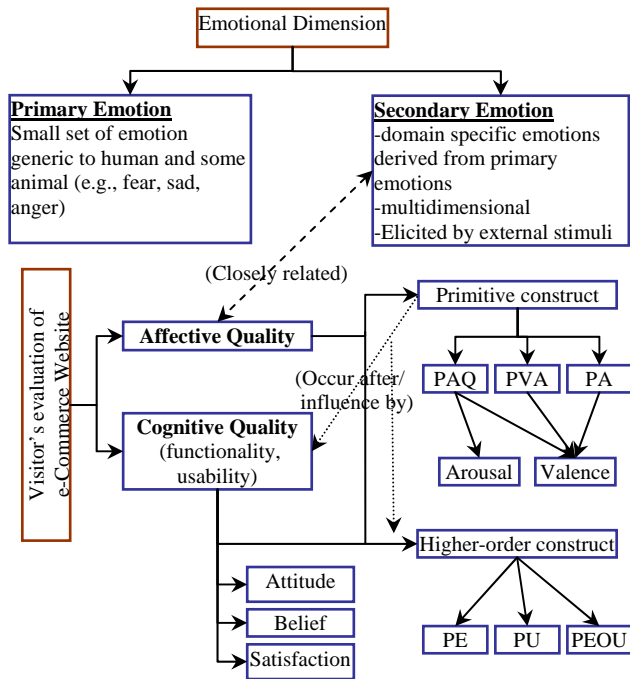 Emotional Dimension
Primary Emotion
Small set of emotion
generic to human and some
animal (e.g., fear, sad,
anger)
Secondary Emotion
-domain specific emotions
derived from primary
emotions
-multidimensional
-Elicited by external stimuli
(Closely related)
Visitor's evaluation of
e-Commerce Website
Affective Quality
Primitive construct
(Occur after/
influence by)
PAQ
PVA
PA
Cognitive Quality
(functionality,
usability)
Arousal
Valence
Higher-order construct
Attitude
Belief
Satisfaction
PE
PU
PEOU